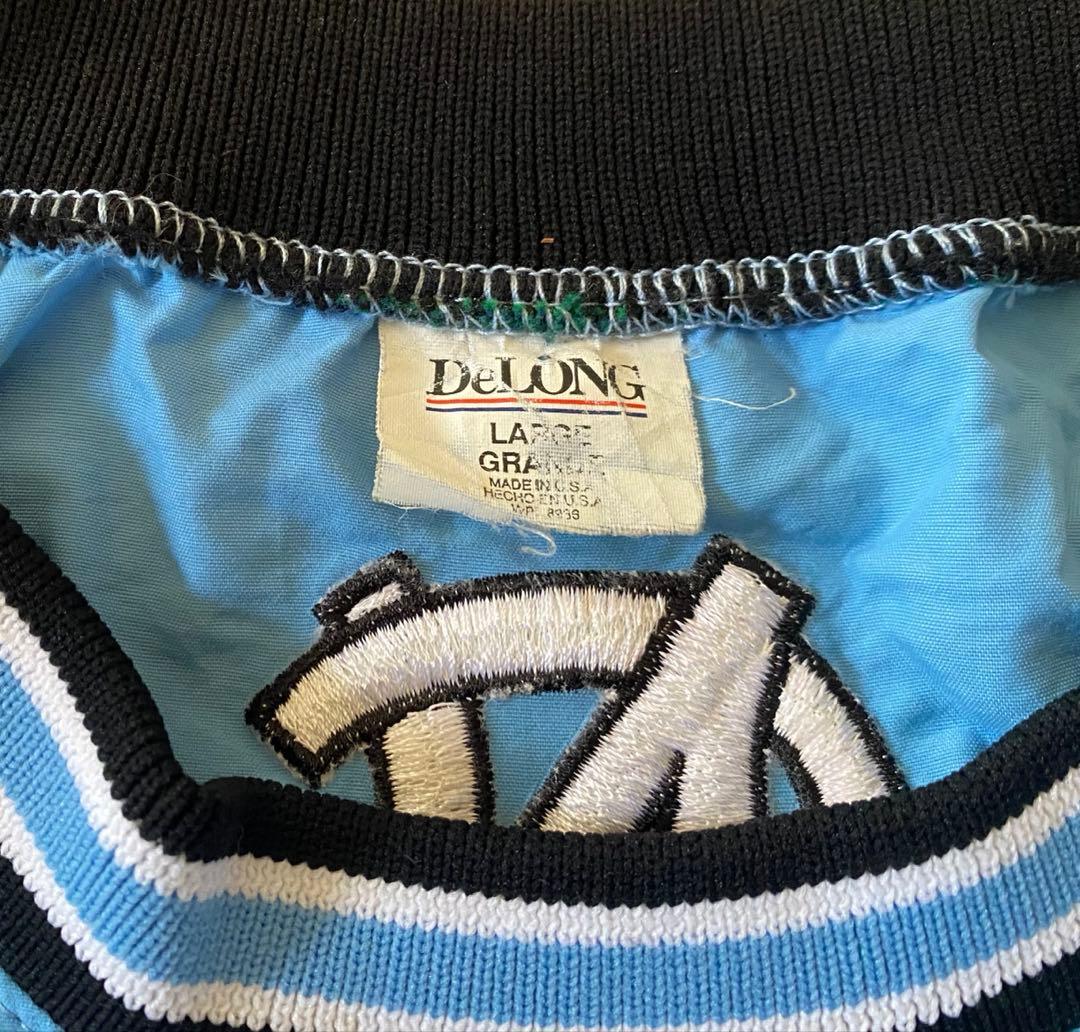 DeLONG
LARGE
GRANDE
MADE IN U.S.A
HECHO EN U.S.A